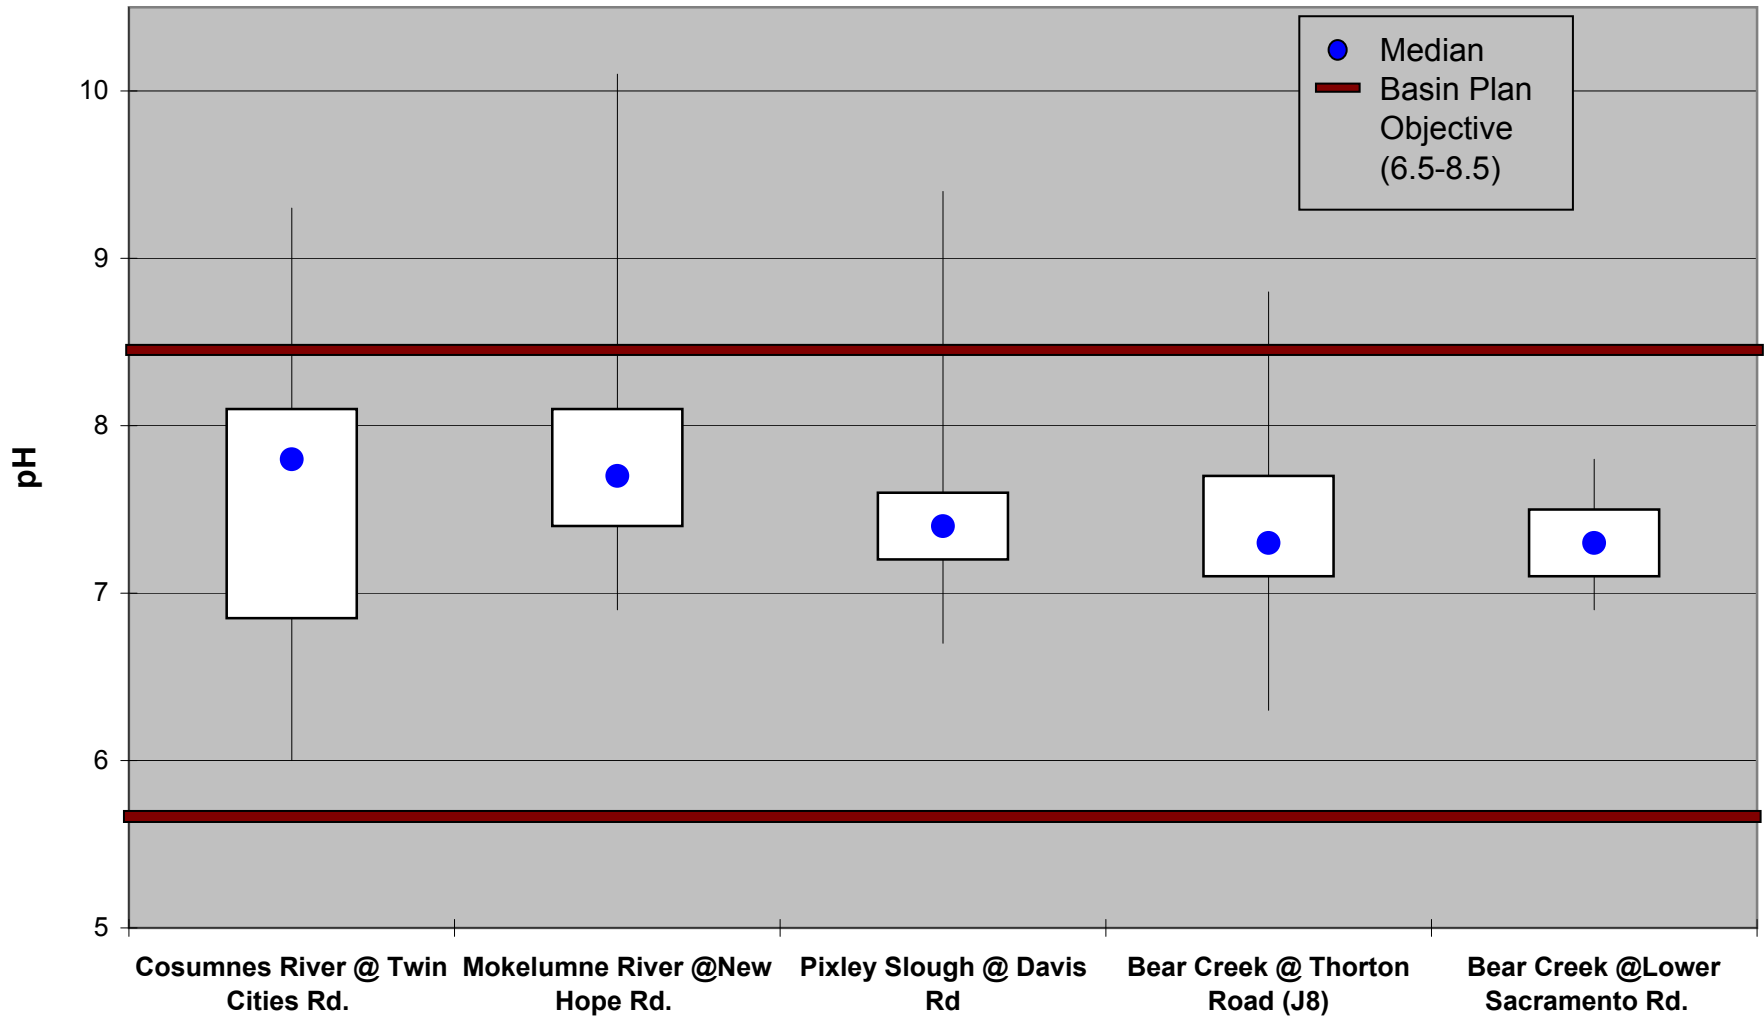 Median
Basin Plan
Objective
(6.5-8.5)
10
9
8
7
6
5
pH
Cosumnes River @ Twin
Cities Rd.
Mokelumne River @New
Hope Rd.
Pixley Slough @ Davis
Rd
Bear Creek @ Thorton
Road (J8)
Bear Creek @Lower
Sacramento Rd.